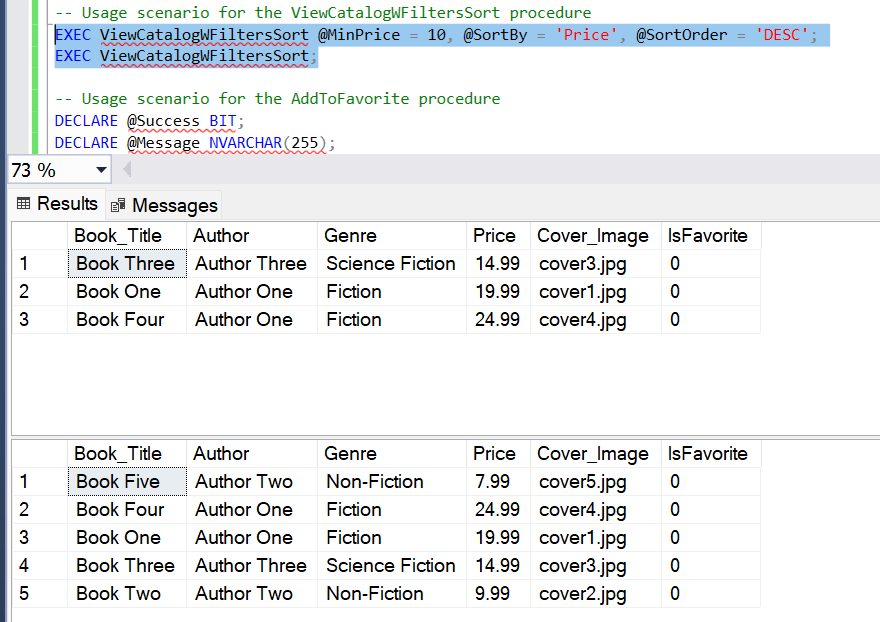 -- Usage scenario for the ViewCatalogWFiltersSort procedure
EXEC ViewCatalogWFiltersSort @MinPrice = 10, @SortBy = 'Price', @SortOrder = 'DESC';
EXEC ViewCatalogWFiltersSort;
-- Usage scenario for the AddToFavorite procedure
DECLARE @Success BIT;
DECLARE @Message NVARCHAR(255);
73 %
Results Messages
Book_Title Author Genre Price Cover_Image IsFavorite
1 Book Three Author Three Science Fiction 14.99 cover3.jpg 0
2 Book One Author One Fiction 19.99 cover1.jpg 0
3 Book Four Author One Fiction 24.99 cover4.jpg 0
Book_Title Author Genre Price Cover_Image IsFavorite
1 Book Five Author Two Non-Fiction 7.99 cover5.jpg 0
2 Book Four Author One Fiction 24.99 cover4.jpg 0
3 Book One Author One Fiction 19.99 cover1.jpg 0
4 Book Three Author Three Science Fiction 14.99 cover3.jpg 0
5 Book Two Author Two Non-Fiction 9.99 cover2.jpg 0